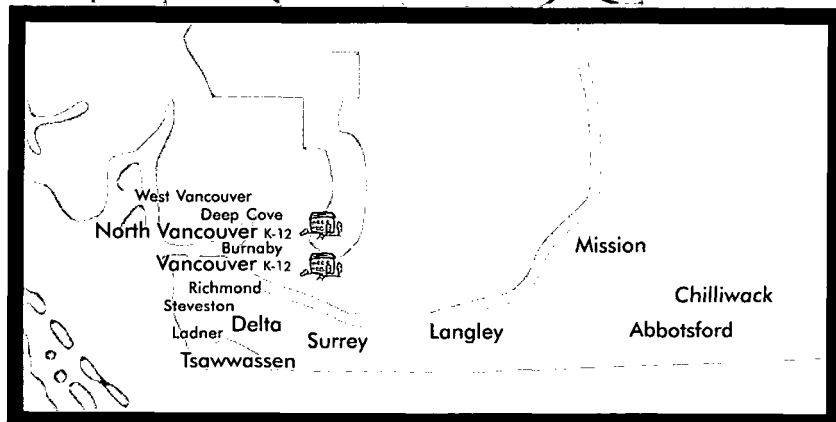 West Vancouver
Deep Cove
North Vancouver K-12
Burnaby
Vancouver K-12
Mission
Richmond
Steveston
Chilliwack
Ladner
Delta
Surrey
Langley
Abbotsford
Tsawwassen